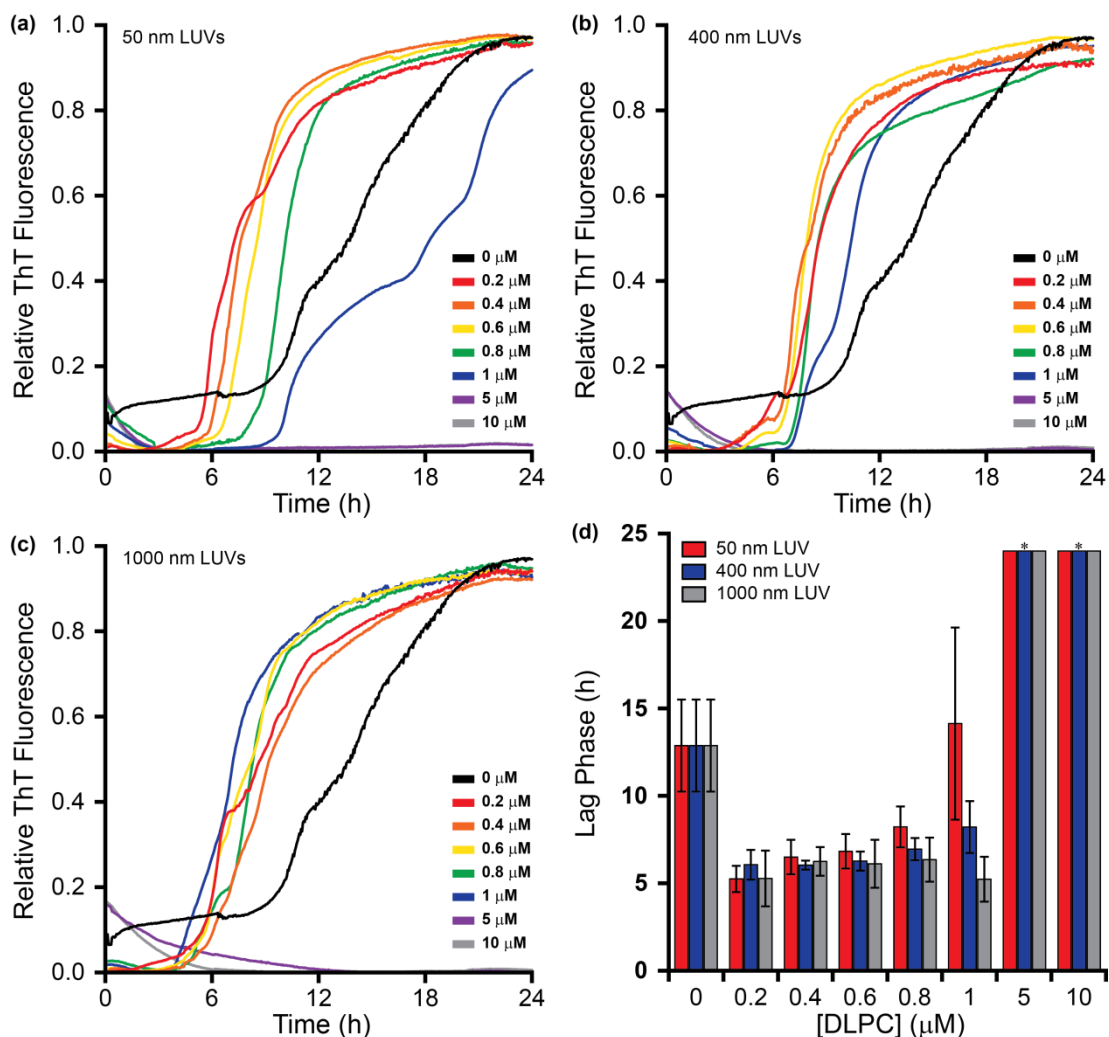 (a)
50 nm LUVs
Relative ThT Fluorescence
1.0
0.8
0.6
0.4
0.2
0.0
0 μM
0.2 μM
0.4 μM
0.6 μM
0.8 μM
1 μM
5 μM
10 μM
0 6 12 18 24
Time (h)
(b)
400 nm LUVs
Relative ThT Fluorescence
1.0
0.8
0.6
0.4
0.2
0.0
0 μM
0.2 μM
0.4 μM
0.6 μM
0.8 μM
1 μM
5 μM
10 μM
0 6 12 18 24
Time (h)
(c)
1000 nm LUVs
Relative ThT Fluorescence
1.0
0.8
0.6
0.4
0.2
0.0
0 μM
0.2 μM
0.4 μM
0.6 μM
0.8 μM
1 μM
5 μM
10 μM
0 6 12 18 24
Time (h)
(d)
50 nm LUV
400 nm LUV
1000 nm LUV
* *
Lag Phase (h)
25
20
15
10
5
0
0 0.2 0.4 0.6 0.8 1 5 10
[DLPC] (μM)